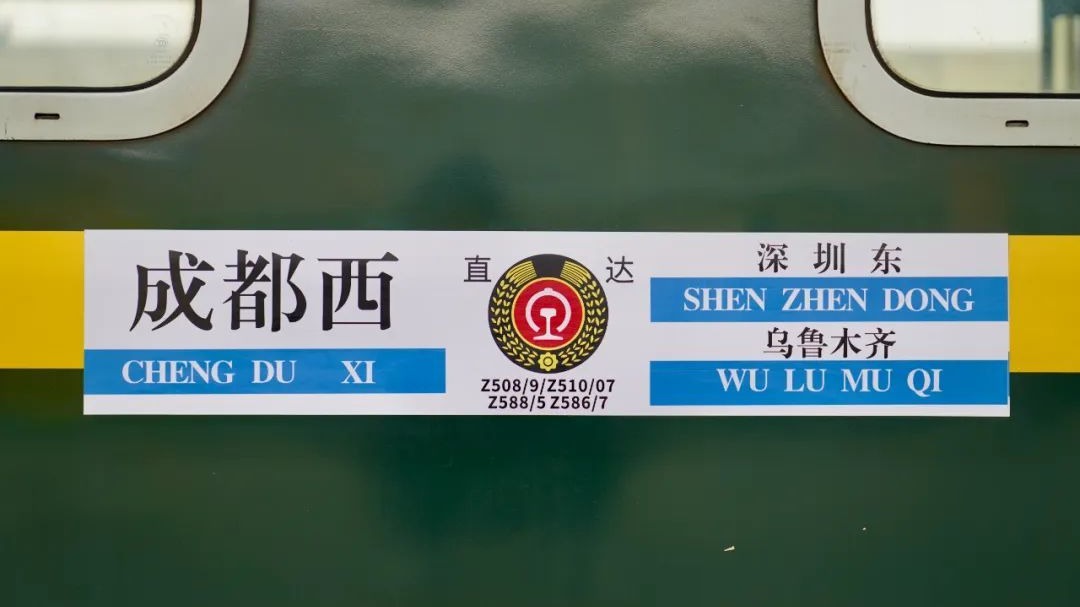 成都西
CHENG DU XI
直达
Z508/9/Z510/07
Z588/5 Z586/7
深圳东
SHEN ZHEN DONG
乌鲁木齐
WU LU MU QI